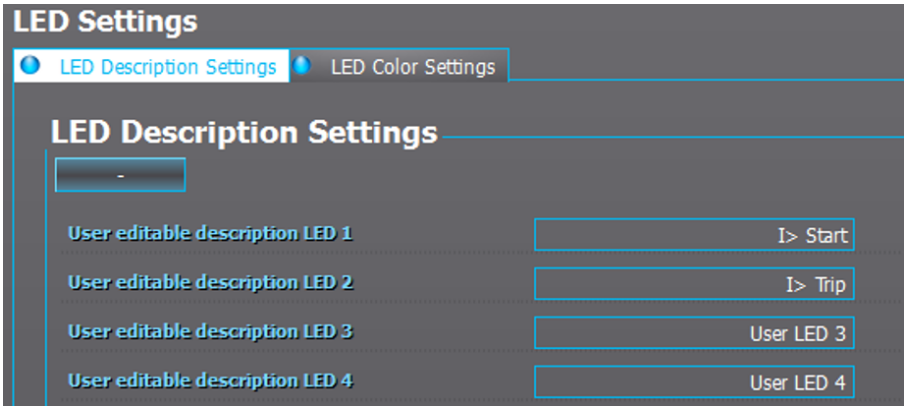 LED Settings
LED Description Settings LED Color Settings
LED Description Settings
-
User editable description LED 1 I> Start
User editable description LED 2 I> Trip
User editable description LED 3 User LED 3
User editable description LED 4 User LED 4